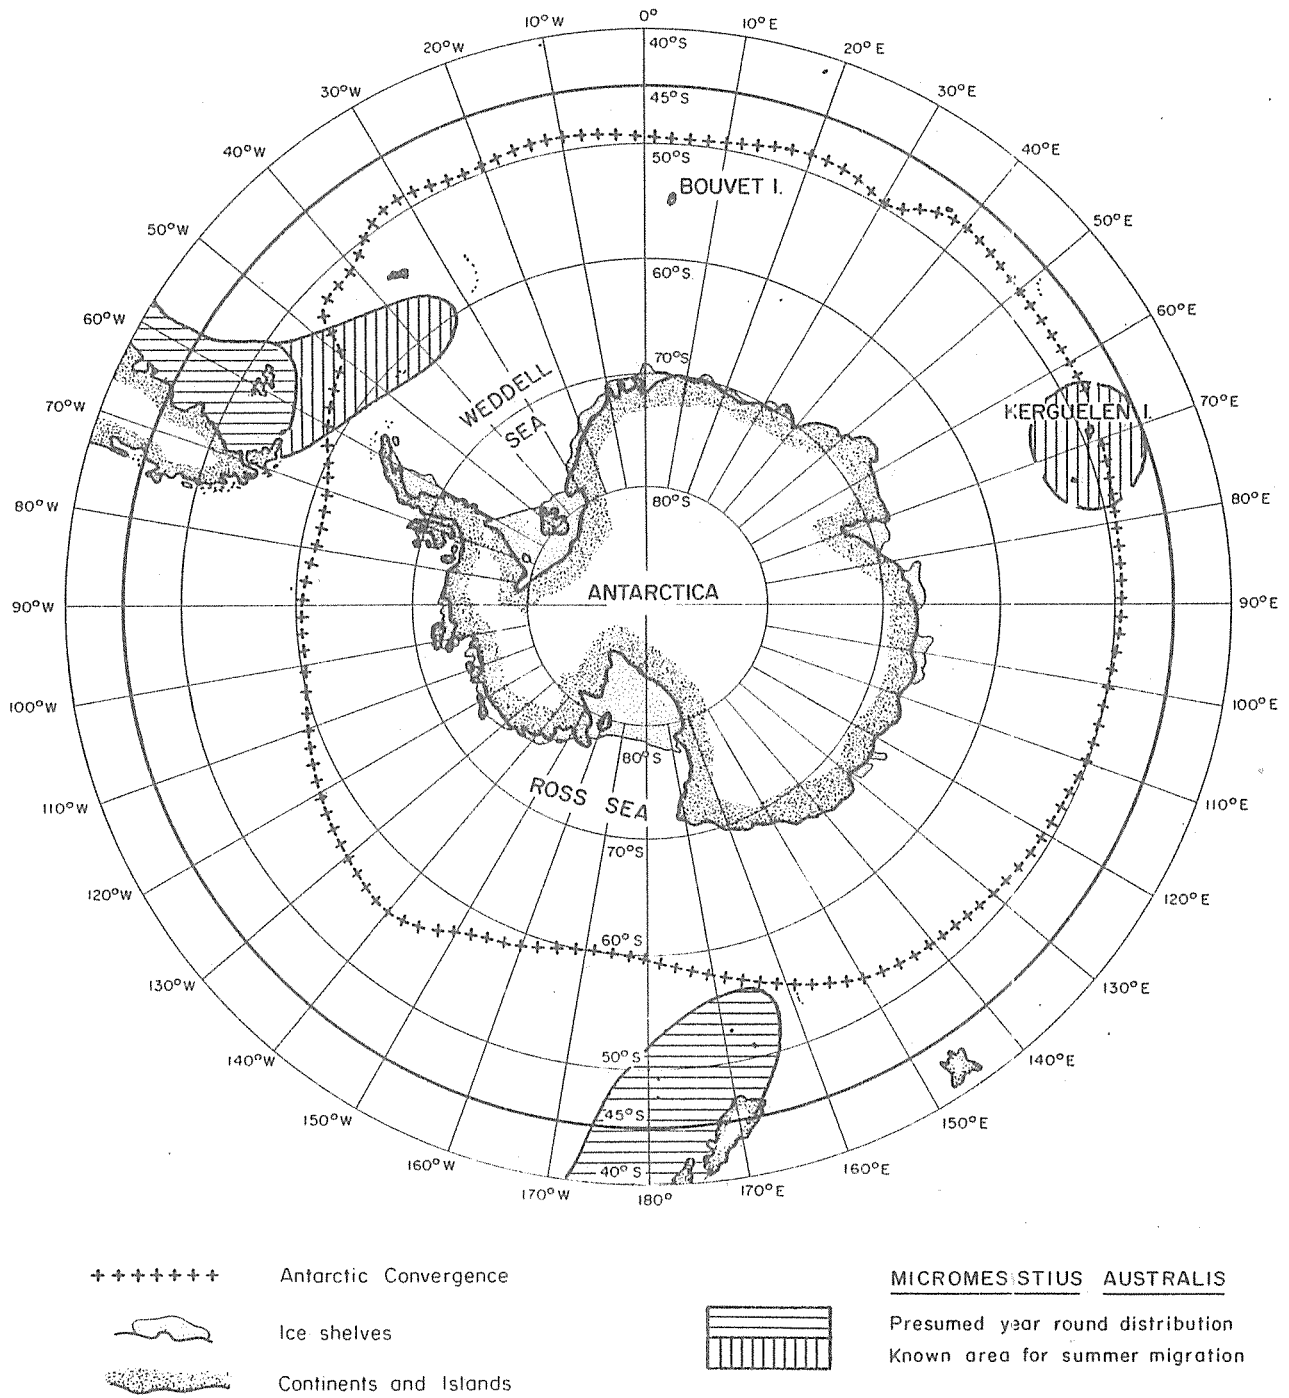 0°
10°W
10°E
20°W
40°S
20°E
30°W
45°S
30°E
40°W
50°S
40°E
BOUVET I.
50°W
50°E
60°S
60°W
60°E
70°S
WEDDELL
SEA
70°W
KERGUELEN I.
70°E
80°W
80°S
80°E
ANTARCTICA
90°W
90°E
100°W
100°E
80°S
ROSS SEA
110°W
110°E
70°S
120°W
120°E
60°S
130°W
130°E
50°S
140°W
140°E
45°S
150°W
150°E
160°W
40°S
160°E
170°W
180°
170°E
Antarctic Convergence
Ice shelves
Continents and Islands
MICROMESISTIUS AUSTRALIS
Presumed year round distribution
Known area for summer migration